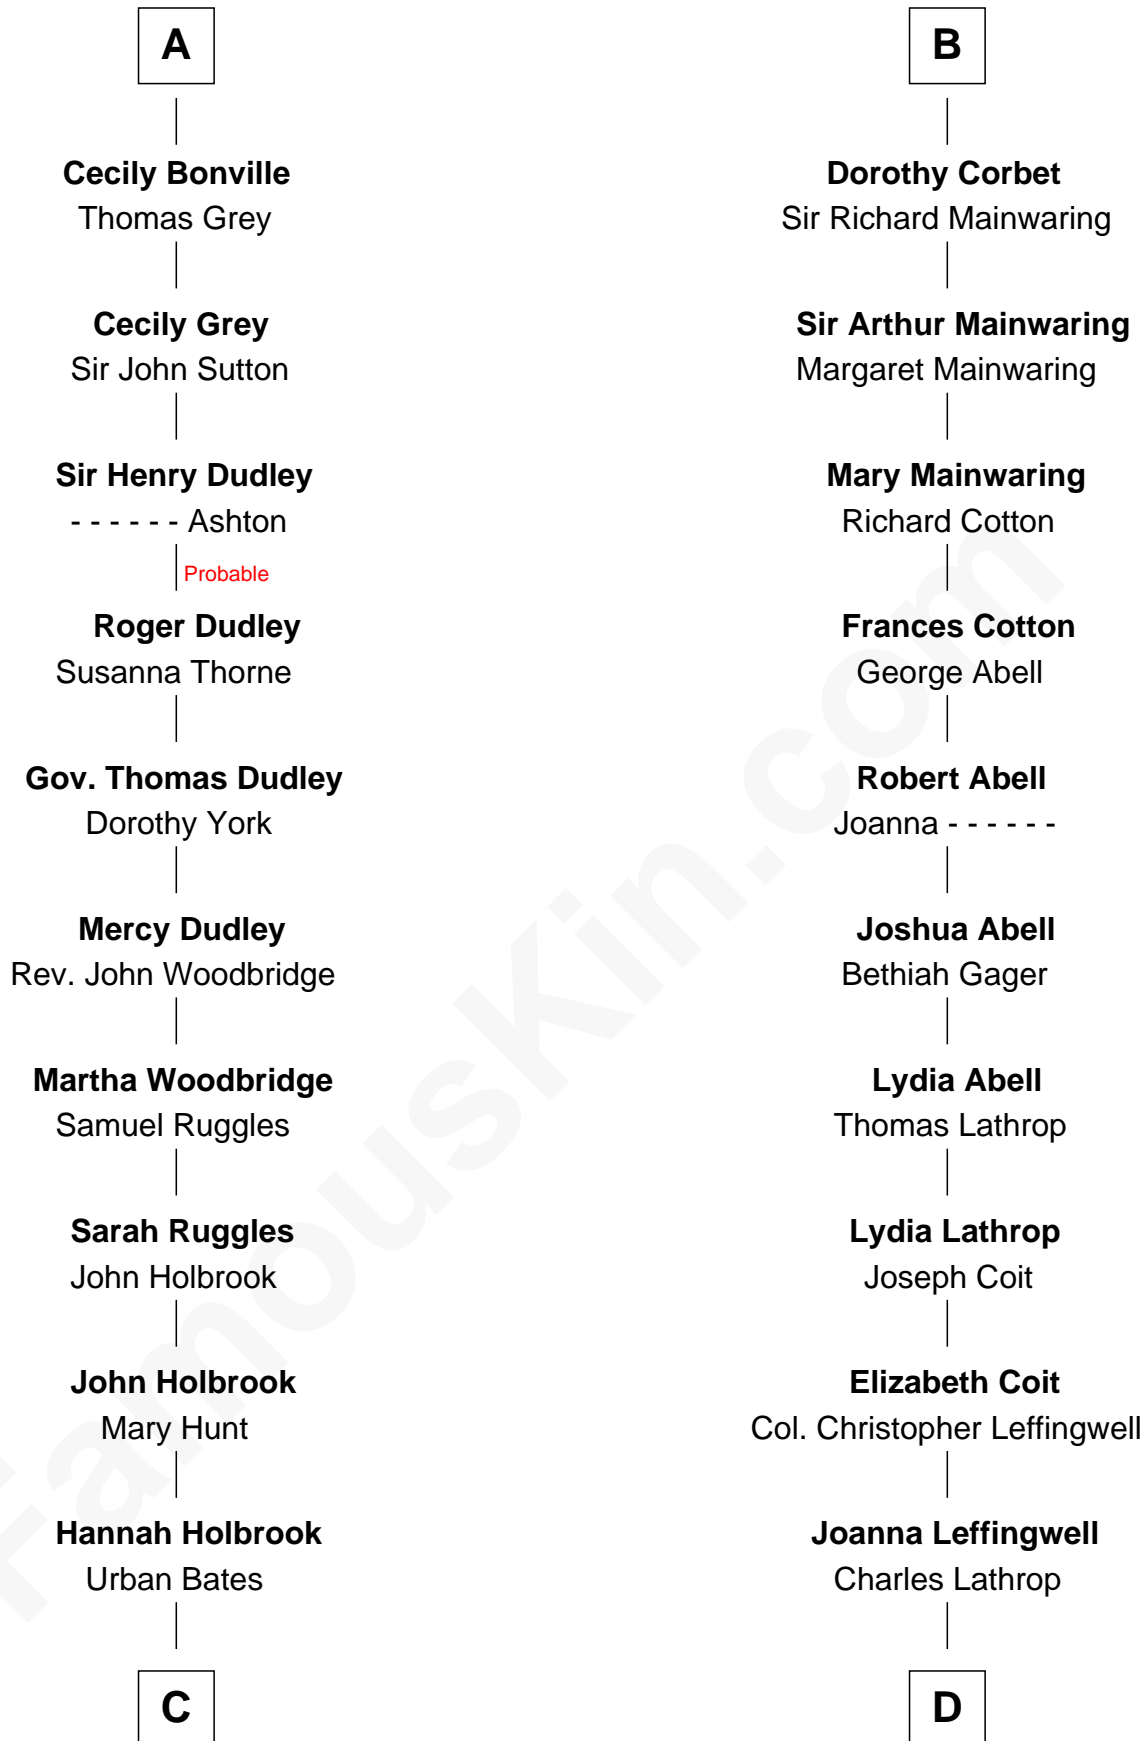 A
Cecily Bonville
Thomas Grey
Cecily Grey
Sir John Sutton
Sir Henry Dudley
- - - - - - Ashton
Probable
Roger Dudley
Susanna Thorne
Gov. Thomas Dudley
Dorothy York
Mercy Dudley
Rev. John Woodbridge
Martha Woodbridge
Samuel Ruggles
Sarah Ruggles
John Holbrook
John Holbrook
Mary Hunt
Hannah Holbrook
Urban Bates
C
B
Dorothy Corbet
Sir Richard Mainwaring
Sir Arthur Mainwaring
Margaret Mainwaring
Mary Mainwaring
Richard Cotton
Frances Cotton
George Abell
Robert Abell
Joanna - - - - - -
Joshua Abell
Bethiah Gager
Lydia Abell
Thomas Lathrop
Lydia Lathrop
Joseph Coit
Elizabeth Coit
Col. Christopher Leffingwell
Joanna Leffingwell
Charles Lathrop
D
FamousKin.com